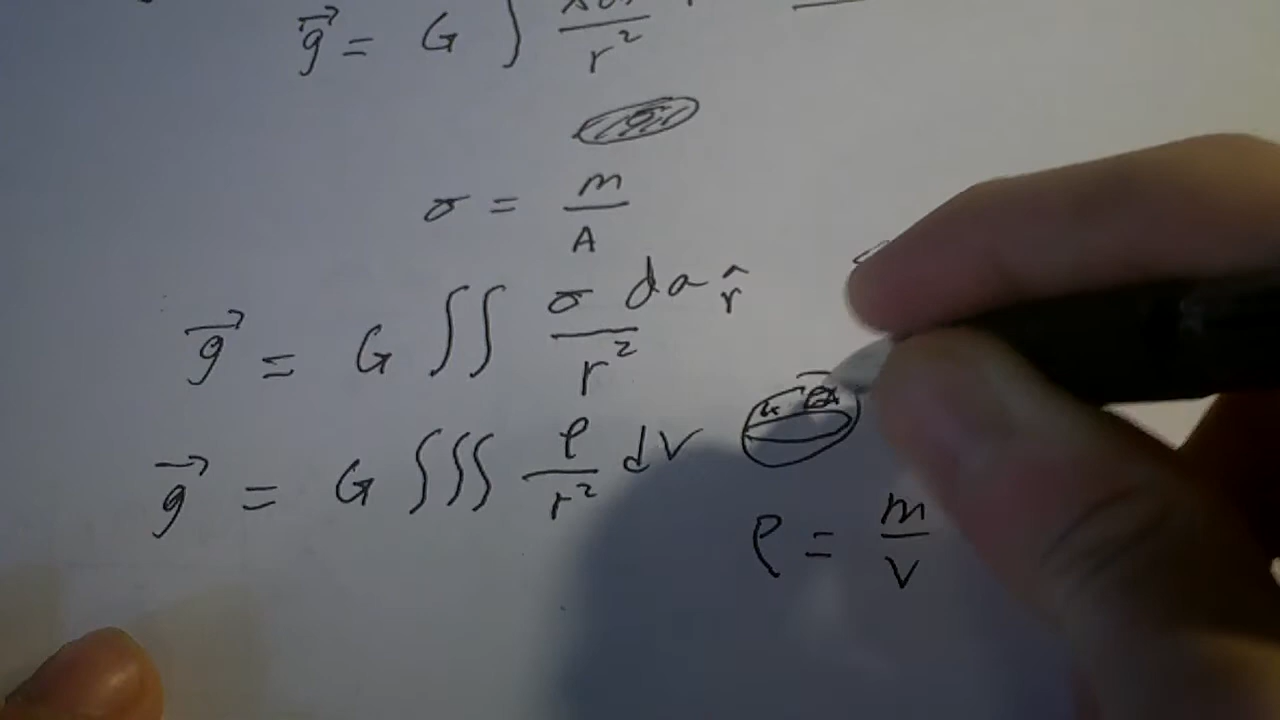 g⃗ = G ∫ / r²
σ = m / A
g⃗ = G ∬ σ da / r² r̂
g⃗ = G ∭ ρ / r² dV
ρ = m / V